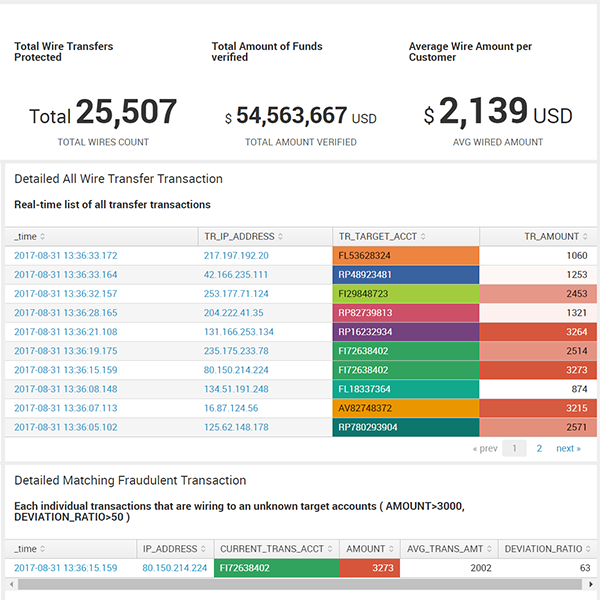 Total Wire Transfers Protected
Total Amount of Funds verified
Average Wire Amount per Customer
Total 25,507
$ 54,563,667 USD
$ 2,139 USD
TOTAL WIRES COUNT
TOTAL AMOUNT VERIFIED
AVG WIRED AMOUNT
Detailed All Wire Transfer Transaction
Real-time list of all transfer transactions
_time TR_IP_ADDRESS TR_TARGET_ACCT TR_AMOUNT
2017-08-31 13:36:33.172 217.197.192.20 FL53628324 1060
2017-08-31 13:36:33.164 42.166.235.111 RP48923481 1253
2017-08-31 13:36:32.157 253.177.71.124 FI29848723 2453
2017-08-31 13:36:28.165 204.222.41.35 RP82739813 1321
2017-08-31 13:36:21.108 131.166.253.134 RP16232934 3264
2017-08-31 13:36:19.175 235.175.233.78 FI72638402 2514
2017-08-31 13:36:15.159 80.150.214.224 FI72638402 3273
2017-08-31 13:36:08.148 134.51.191.248 FL18337364 874
2017-08-31 13:36:07.113 16.87.124.56 AV82748372 3215
2017-08-31 13:36:05.102 125.62.148.178 RP780293904 2571
« prev 1 2 next »
Detailed Matching Fraudulent Transaction
Each individual transactions that are wiring to an unknown target accounts ( AMOUNT>3000,
DEVIATION_RATIO>50 )
_time IP_ADDRESS CURRENT_TRANS_ACCT AMOUNT AVG_TRANS_AMT DEVIATION_RATIO
2017-08-31 13:36:15.159 80.150.214.224 FI72638402 3273 2002 63